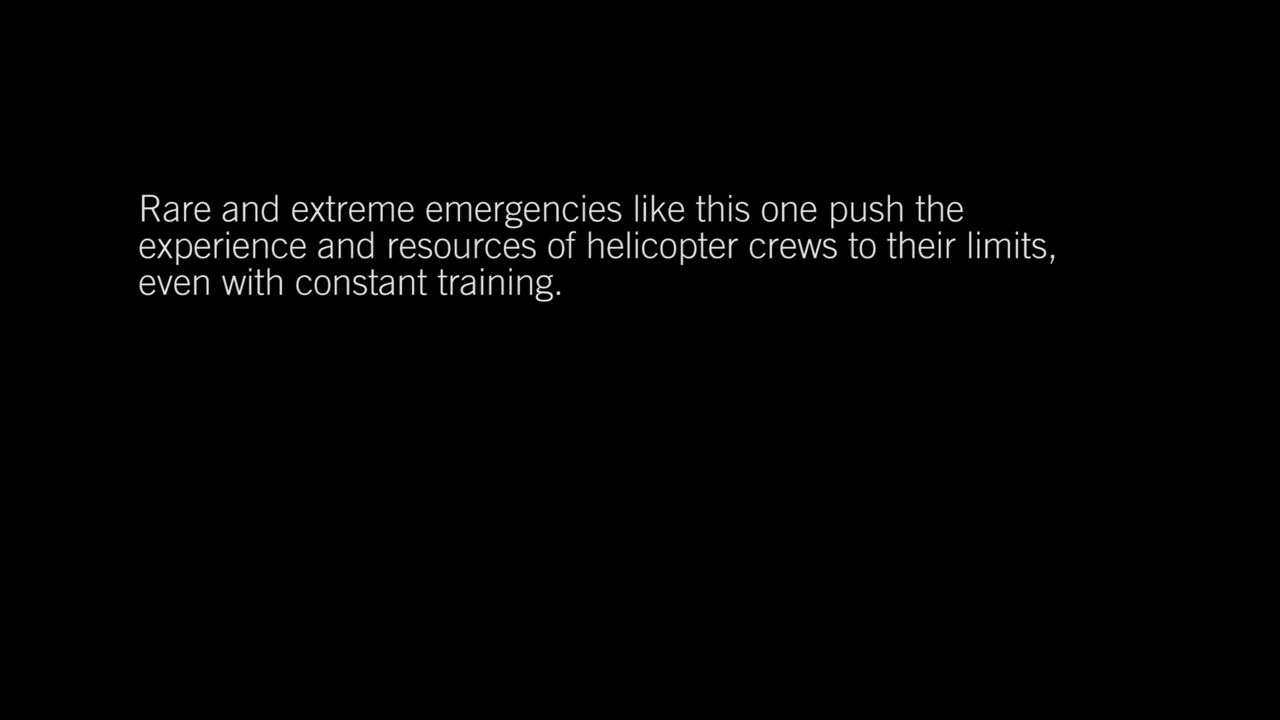 Rare and extreme emergencies like this one push the
experience and resources of helicopter crews to their limits,
even with constant training.